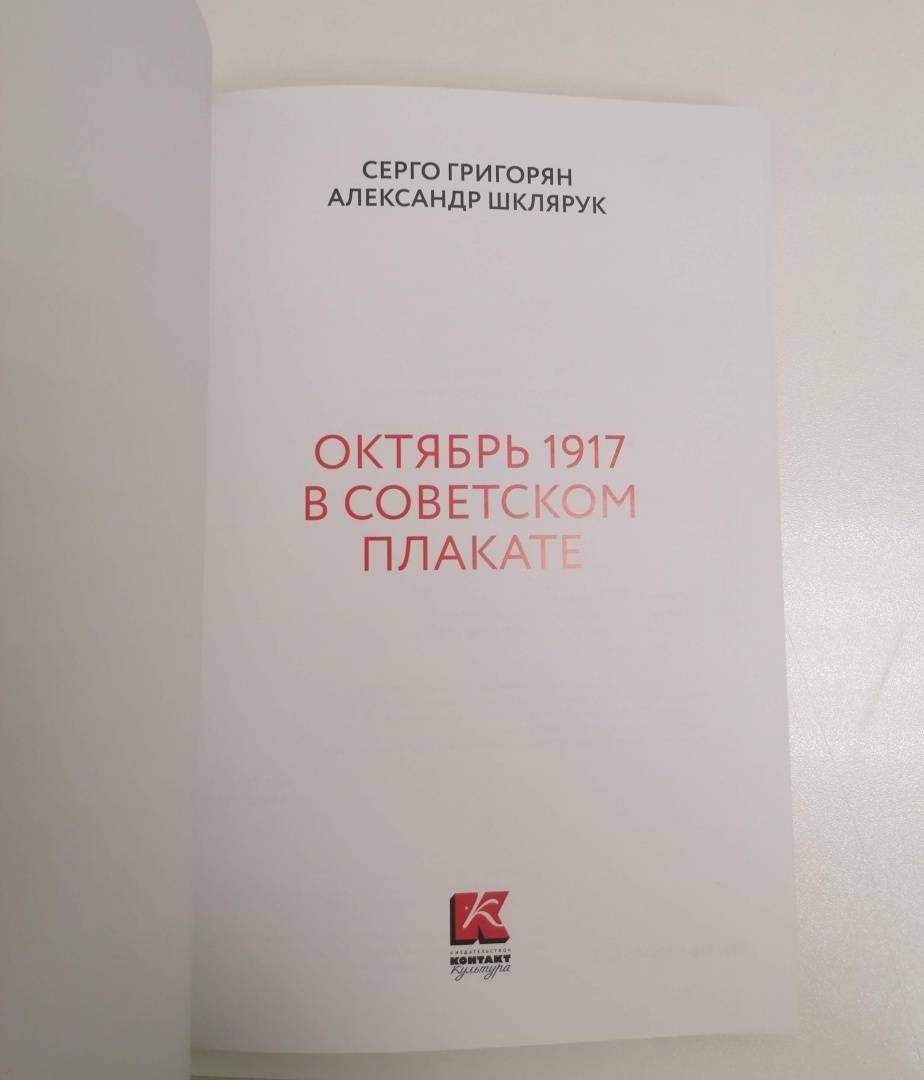 СЕРГО ГРИГОРЯН
АЛЕКСАНДР ШКЛЯРУК
ОКТЯБРЬ 1917
В СОВЕТСКОМ
ПЛАКАТЕ
К
•ИЗДАТЕЛЬСТВО•
КОНТАКТ
Культура